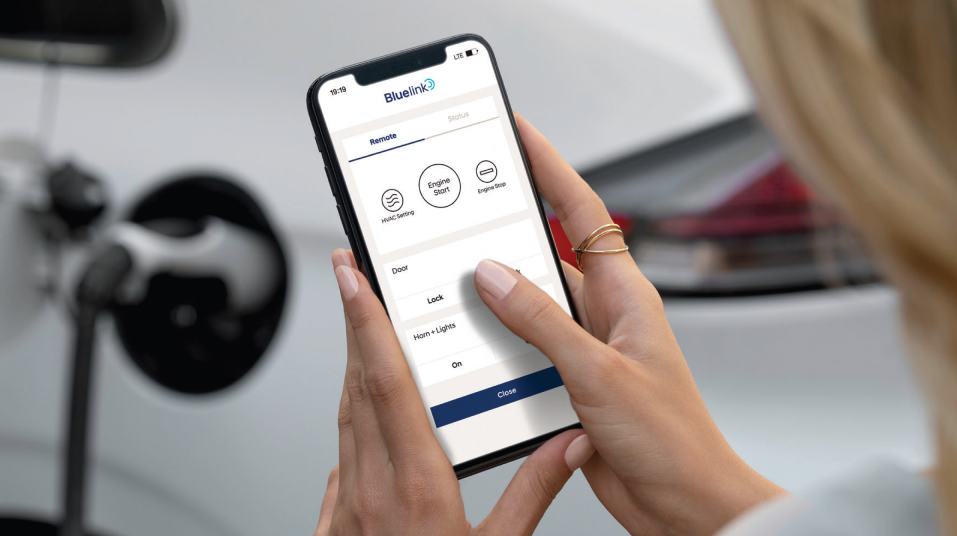 19:19
LTE
Bluelink
Remote
Status
Engine
Start
HVAC Setting
Engine Stop
Door
Lock
Horn + Lights
On
Close